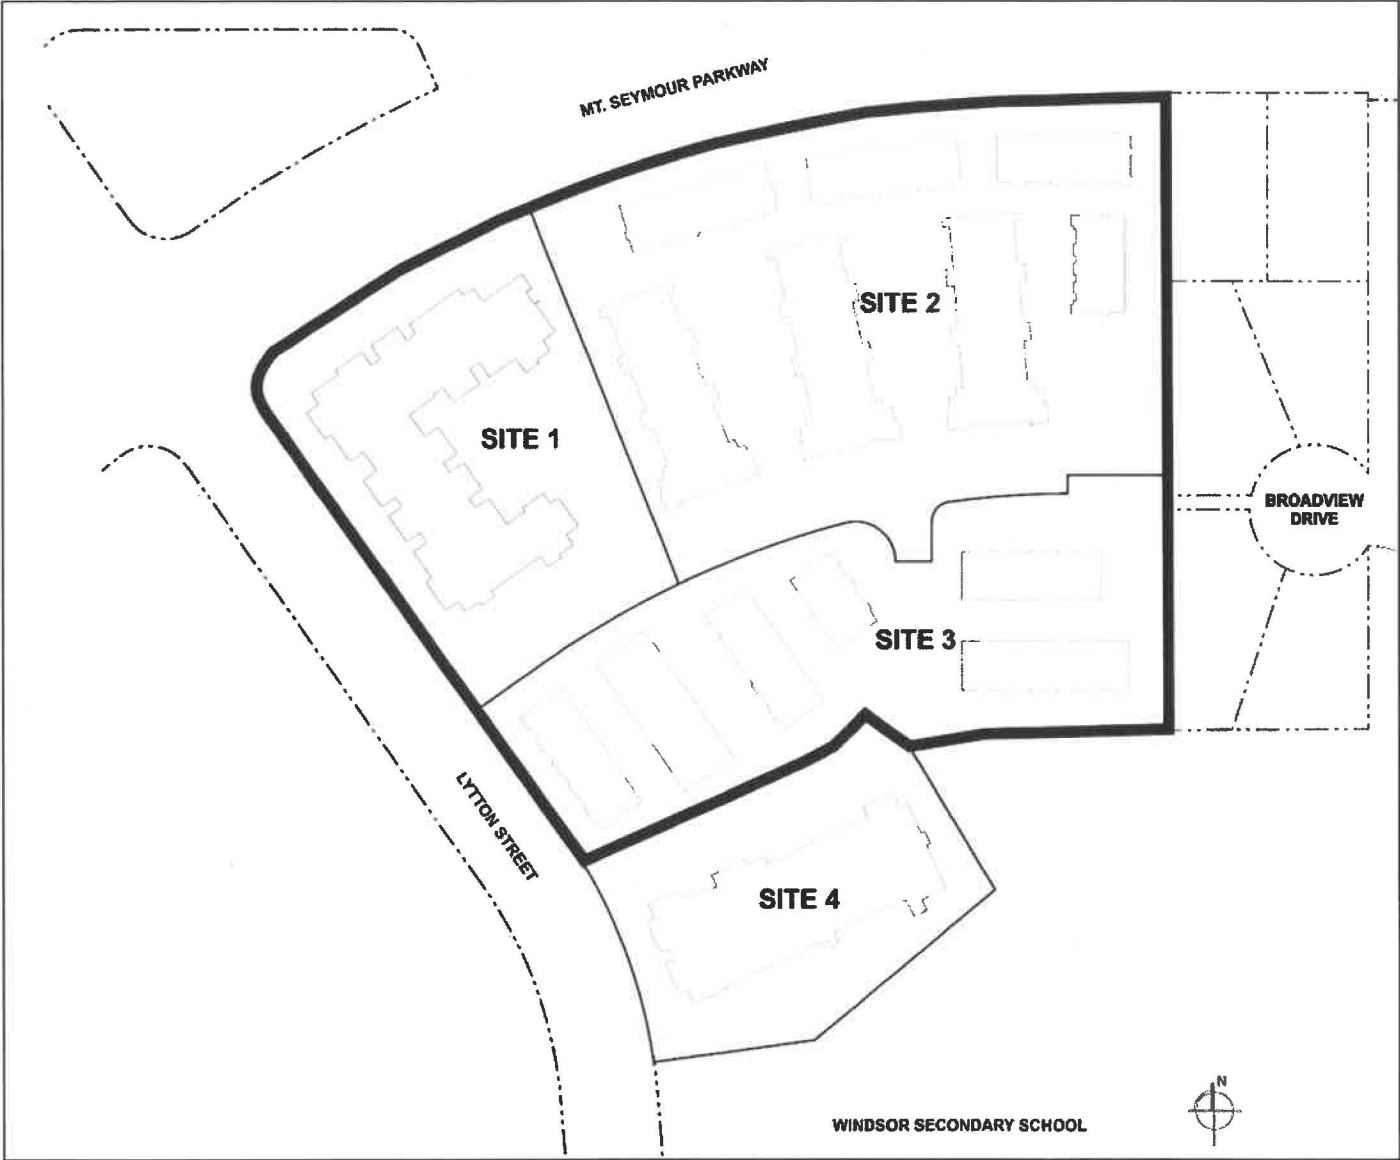 MT. SEYMOUR PARKWAY
SITE 2
SITE 1
BROADVIEW
DRIVE
SITE 3
LYTTON STREET
SITE 4
N
WINDSOR SECONDARY SCHOOL